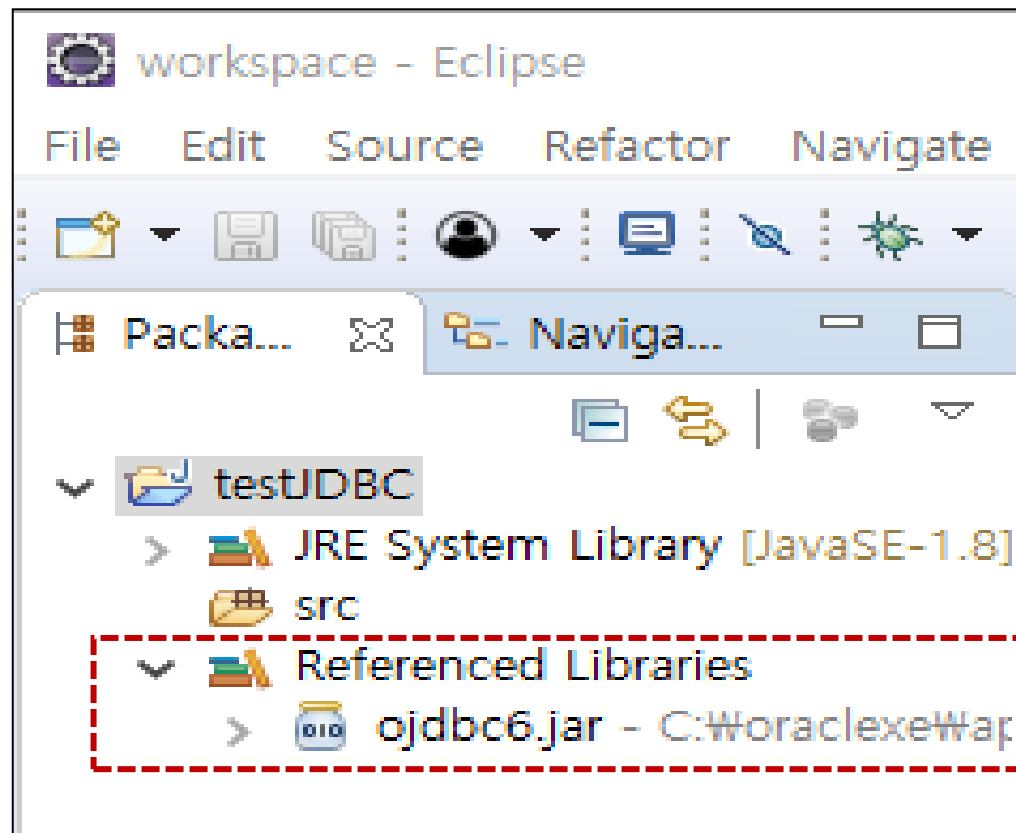 workspace - Eclipse
File Edit Source Refactor Navigate
Packa... Naviga...
testJDBC
JRE System Library [JavaSE-1.8]
src
Referenced Libraries
010 ojdbc6.jar - C:₩oraclexe₩ap